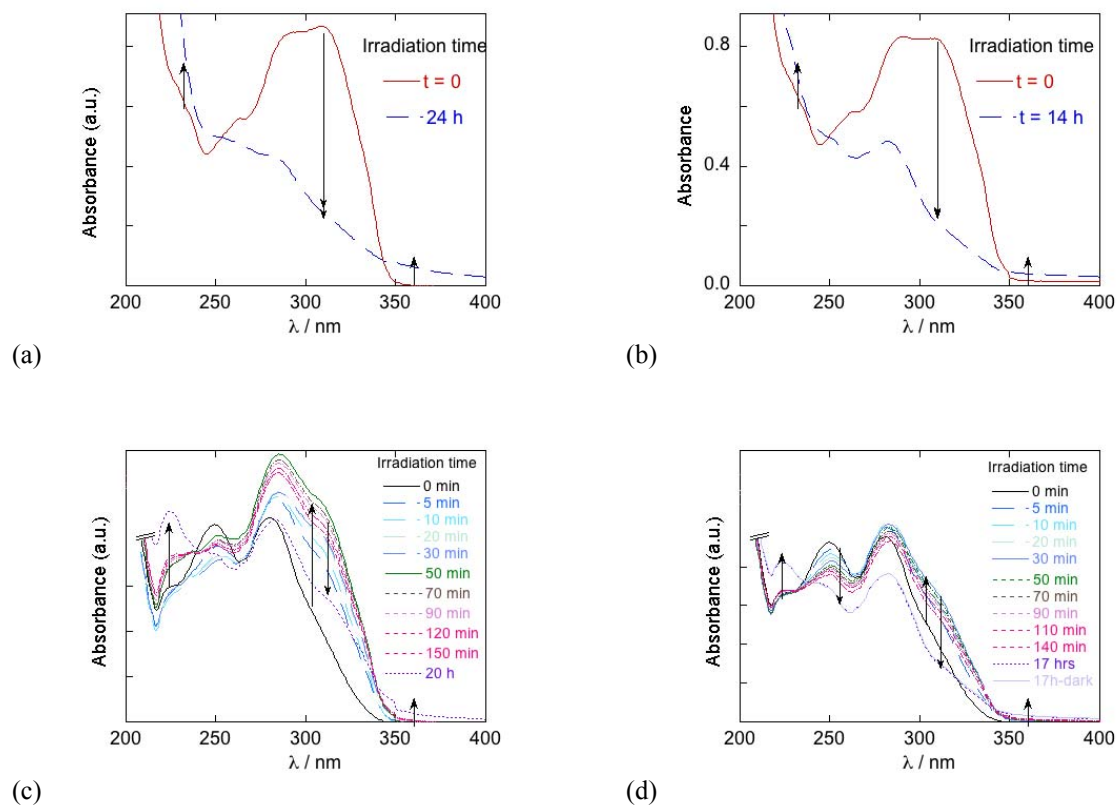 Absorbance (a.u.)
Irradiation time
t = 0
24 h
200 250 300 350 400
λ / nm
(a)
Absorbance
0.8
0.4
0.0
Irradiation time
t = 0
t = 14 h
200 250 300 350 400
λ / nm
(b)
Absorbance (a.u.)
Irradiation time
0 min
5 min
10 min
20 min
30 min
50 min
70 min
90 min
120 min
150 min
20 h
200 250 300 350 400
λ / nm
(c)
Absorbance (a.u.)
Irradiation time
0 min
5 min
10 min
20 min
30 min
50 min
70 min
90 min
110 min
140 min
17 hrs
17h-dark
200 250 300 350 400
λ / nm
(d)